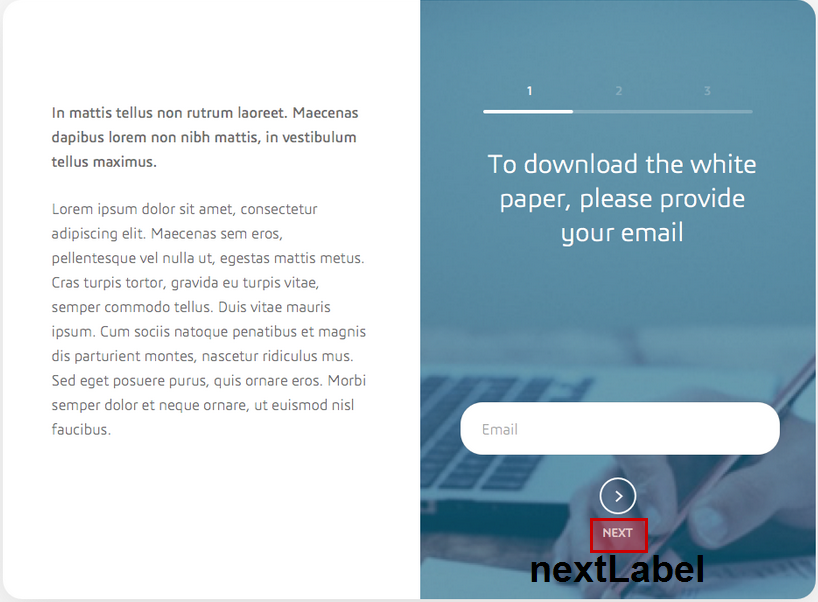 In mattis tellus non rutrum laoreet. Maecenas
dapibus lorem non nibh mattis, in vestibulum
tellus maximus.
Lorem ipsum dolor sit amet, consectetur
adipiscing elit. Maecenas sem eros,
pellentesque vel nulla ut, egestas mattis metus.
Cras turpis tortor, gravida eu turpis vitae,
semper commodo tellus. Duis vitae mauris
ipsum. Cum sociis natoque penatibus et magnis
dis parturient montes, nascetur ridiculus mus.
Sed eget posuere purus, quis ornare eros. Morbi
semper dolor et neque ornare, ut euismod nisl
faucibus.
1 2 3
To download the white
paper, please provide
your email
Email
NEXT
nextLabel